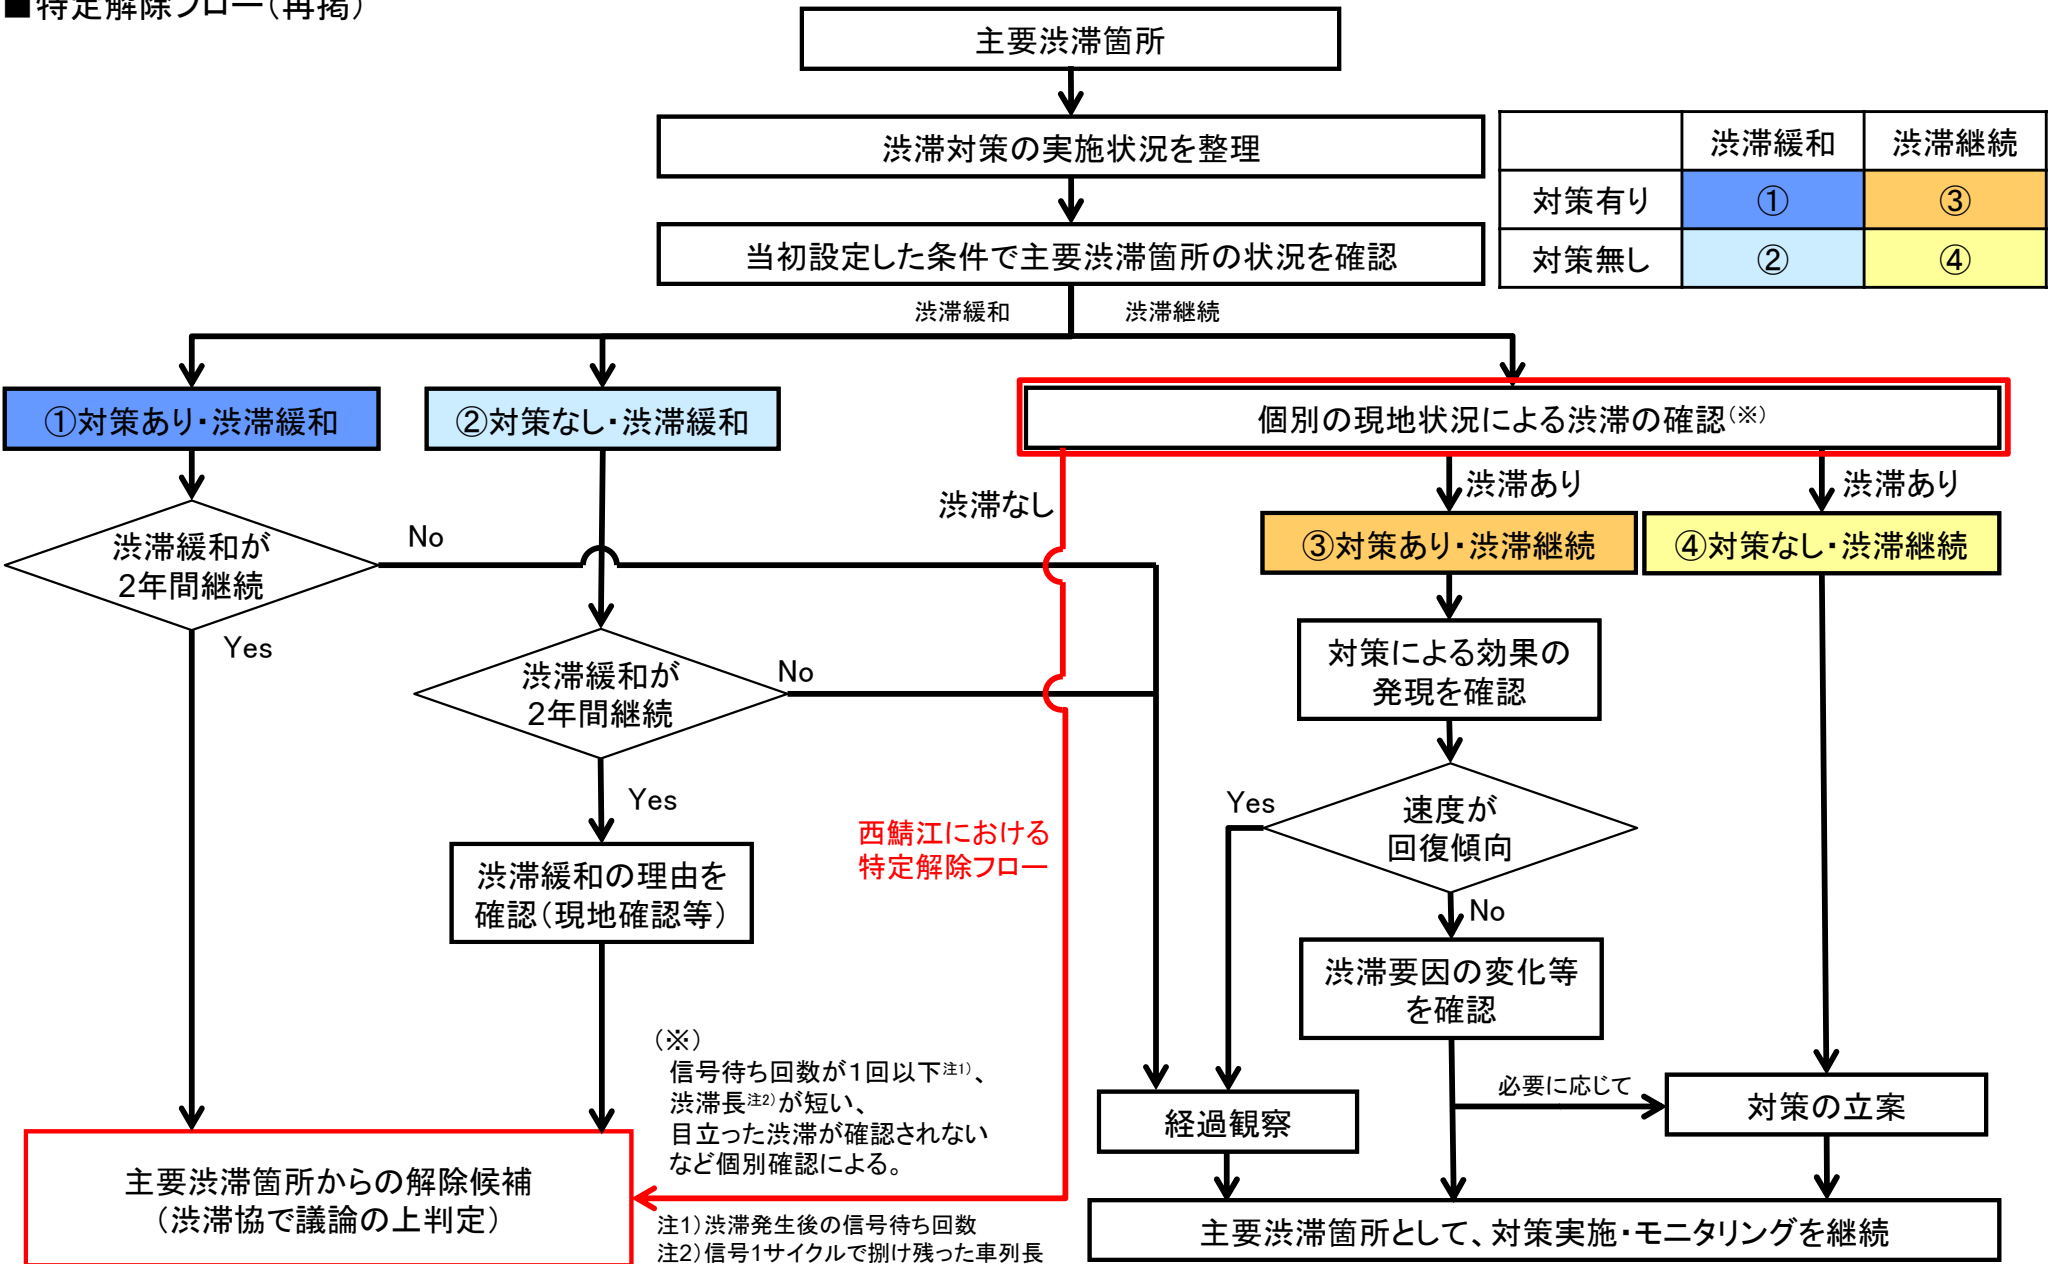 ■特定解除フロー（再掲）
主要渋滞箇所
渋滞対策の実施状況を整理
当初設定した条件で主要渋滞箇所の状況を確認
渋滞緩和 渋滞継続
対策有り ① ③
対策無し ② ④
渋滞緩和 渋滞継続
①対策あり・渋滞緩和
②対策なし・渋滞緩和
個別の現地状況による渋滞の確認(※)
渋滞なし
渋滞あり
渋滞あり
③対策あり・渋滞継続
④対策なし・渋滞継続
渋滞緩和が
2年間継続
No
Yes
渋滞緩和が
2年間継続
No
Yes
対策による効果の
発現を確認
速度が
回復傾向
Yes
No
渋滞緩和の理由を
確認（現地確認等）
西鯖江における
特定解除フロー
渋滞要因の変化等
を確認
（※）
信号待ち回数が1回以下注1）、
渋滞長注2）が短い、
目立った渋滞が確認されない
など個別確認による。
経過観察
必要に応じて
対策の立案
主要渋滞箇所からの解除候補
（渋滞協で議論の上判定）
注1）渋滞発生後の信号待ち回数
注2）信号1サイクルで捌け残った車列長
主要渋滞箇所として、対策実施・モニタリングを継続